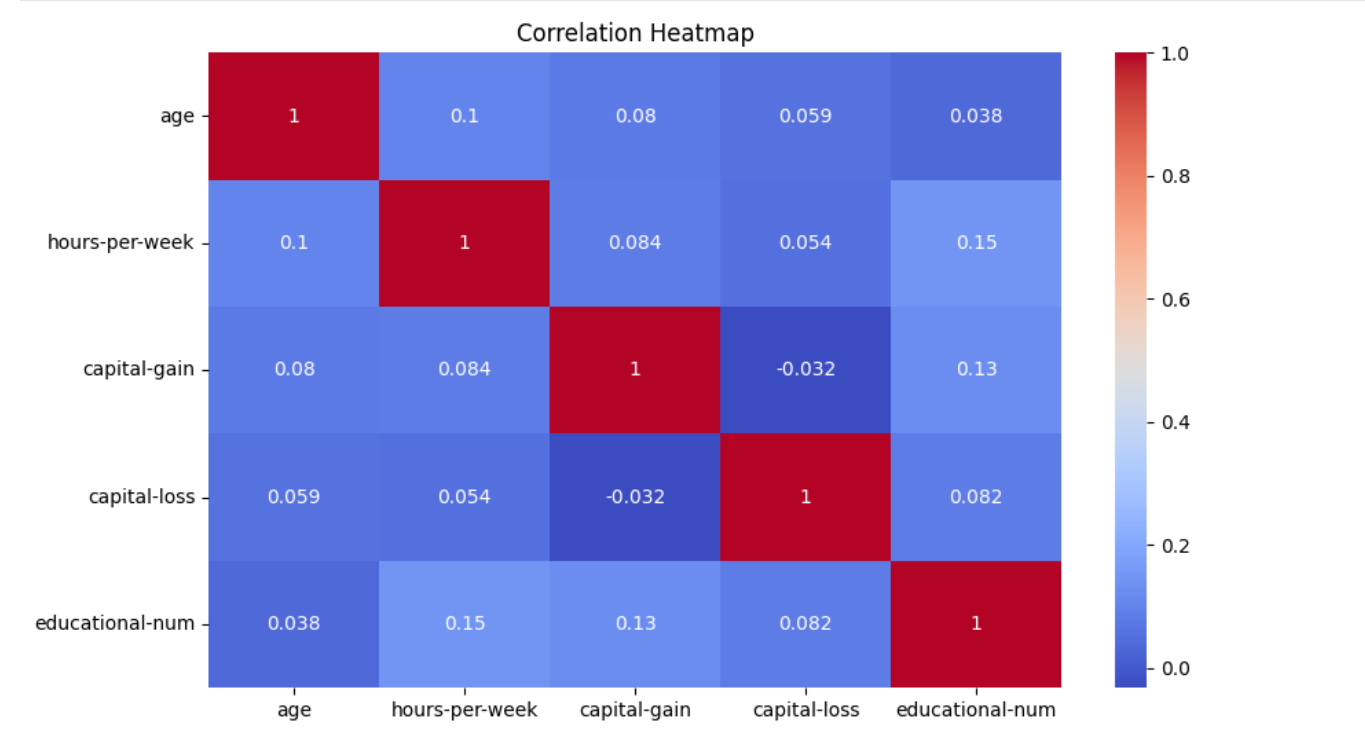 Correlation Heatmap
age 1 0.1 0.08 0.059 0.038
hours-per-week 0.1 1 0.084 0.054 0.15
capital-gain 0.08 0.084 1 -0.032 0.13
capital-loss 0.059 0.054 -0.032 1 0.082
educational-num 0.038 0.15 0.13 0.082 1
age hours-per-week capital-gain capital-loss educational-num
1.0
0.8
0.6
0.4
0.2
0.0